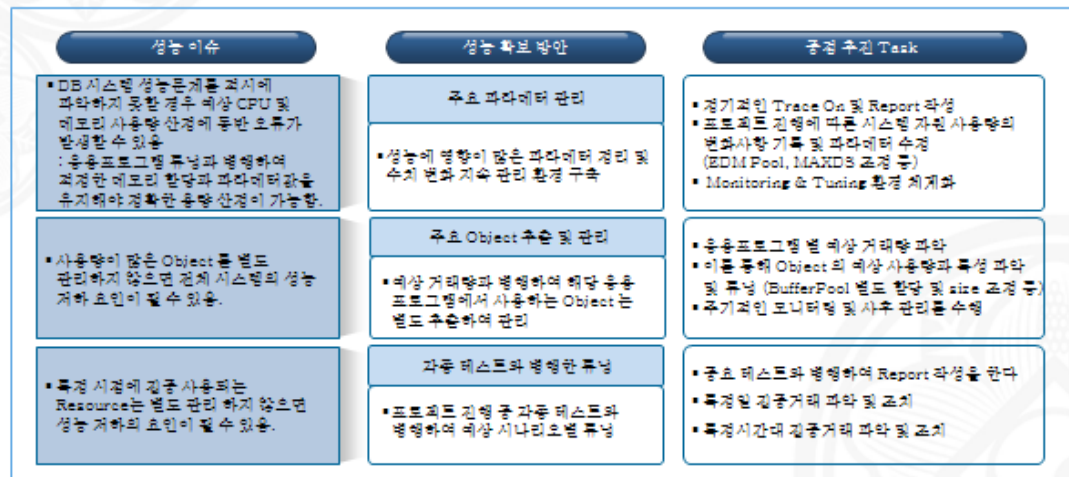 성능 이슈
성능 확보 방안
중점 추진 Task
▪ DB 시스템 성능문제를 적시에
파악하지 못할 경우 예상 CPU 및
메모리 사용량 산정에 동반 오류가
발생할 수 있음
: 응용프로그램 튜닝과 병행하여
적정한 메모리 할당과 파라데터값을
유지해야 정확한 용량 산정이 가능함.
주요 파라데터 관리
▪ 성능에 영향이 많은 파라데터 정리 및
수치 변화 지속 관리 환경 구축
▪ 정기적인 Trace On 및 Report 작성
▪ 프로젝트 진행에 따른 시스템 자원 사용량의
변화사항 기록 및 파라데터 수정
(EDM Pool, MAXDS 조정 등)
▪ Monitoring & Tuning 환경 체계화
▪ 사용량이 많은 Object 를 별도
관리하지 않으면 전체 시스템의 성능
저하 요인이 될 수 있음.
주요 Object 추출 및 관리
▪ 예상 거래량과 병행하여 해당 응용
프로그램에서 사용하는 Object 는
별도 추출하여 관리
▪ 응용프로그램 별 예상 거래량 파악
▪ 이를 통해 Object 의 예상 사용량과 특성 파악
및 튜닝 (BufferPool 별도 할당 및 size 조정 등)
▪ 주기적인 모니터링 및 사후 관리를 수행
▪ 특정 시점에 집중 사용되는
Resource는 별도 관리 하지 않으면
성능 저하의 요인이 될 수 있음.
각종 테스트와 병행한 튜닝
▪ 프로젝트 진행 중 각종 테스트와
병행하여 예상 시나리오별 튜닝
▪ 중요 테스트와 병행하여 Report 작성을 한다
▪ 특정일 집중거래 파악 및 조치
▪ 특정시간대 집중거래 파악 및 조치